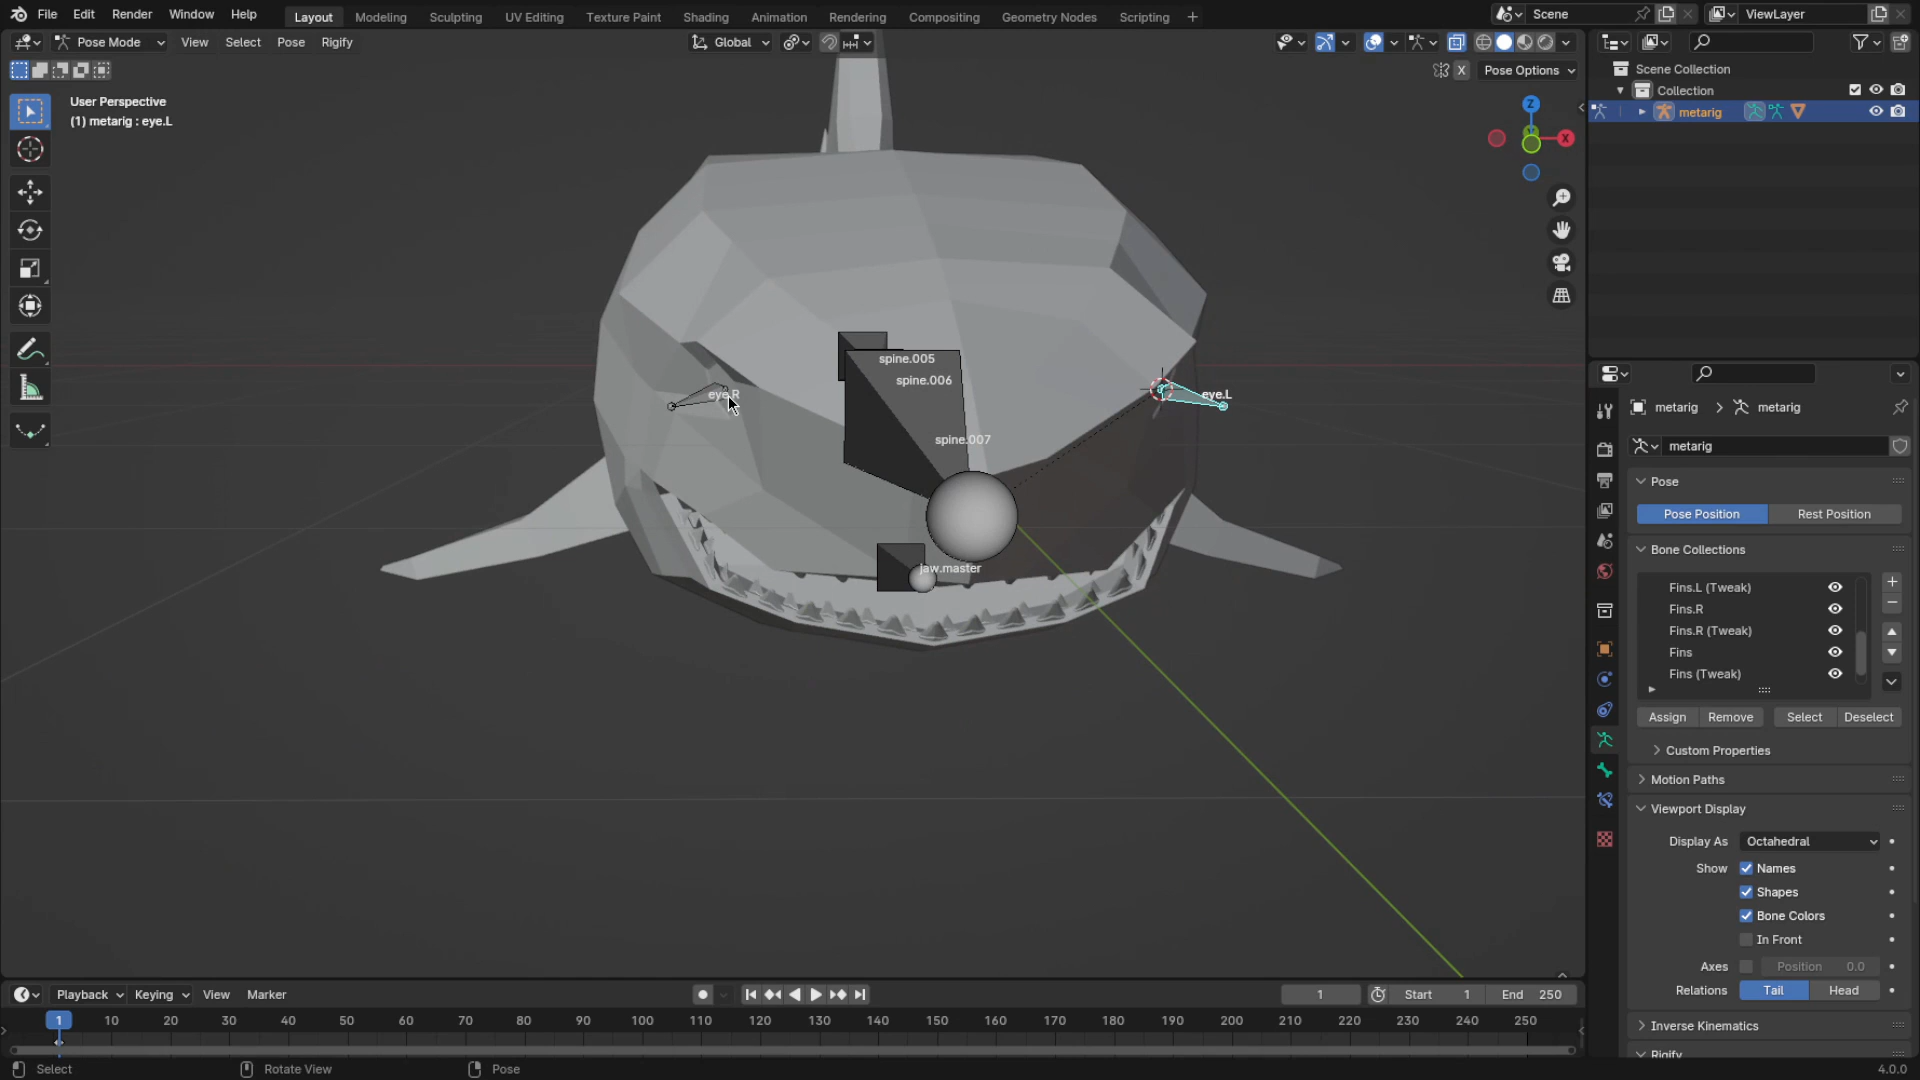 File Edit Render Window Help Layout Modeling Sculpting UV Editing Texture Paint Shading Animation Rendering Compositing Geometry Nodes Scripting + Scene ViewLayer
Pose Mode View Select Pose Rigify Global
X Pose Options
User Perspective
(1) metarig : eye.L
Z
X
spine.005
spine.006
eye.R
eye.L
spine.007
jaw.master
Scene Collection
Collection
metarig
metarig > metarig
metarig
Pose
Pose Position Rest Position
Bone Collections
Fins.L (Tweak)
Fins.R
Fins.R (Tweak)
Fins
Fins (Tweak)
Assign Remove Select Deselect
Custom Properties
Motion Paths
Viewport Display
Display As Octahedral
Show Names
Shapes
Bone Colors
In Front
Axes Position 0.0
Relations Tail Head
Inverse Kinematics
Rigify
Playback Keying View Marker 1 Start 1 End 250
1 10 20 30 40 50 60 70 80 90 100 110 120 130 140 150 160 170 180 190 200 210 220 230 240 250
Select Rotate View Pose 4.0.0